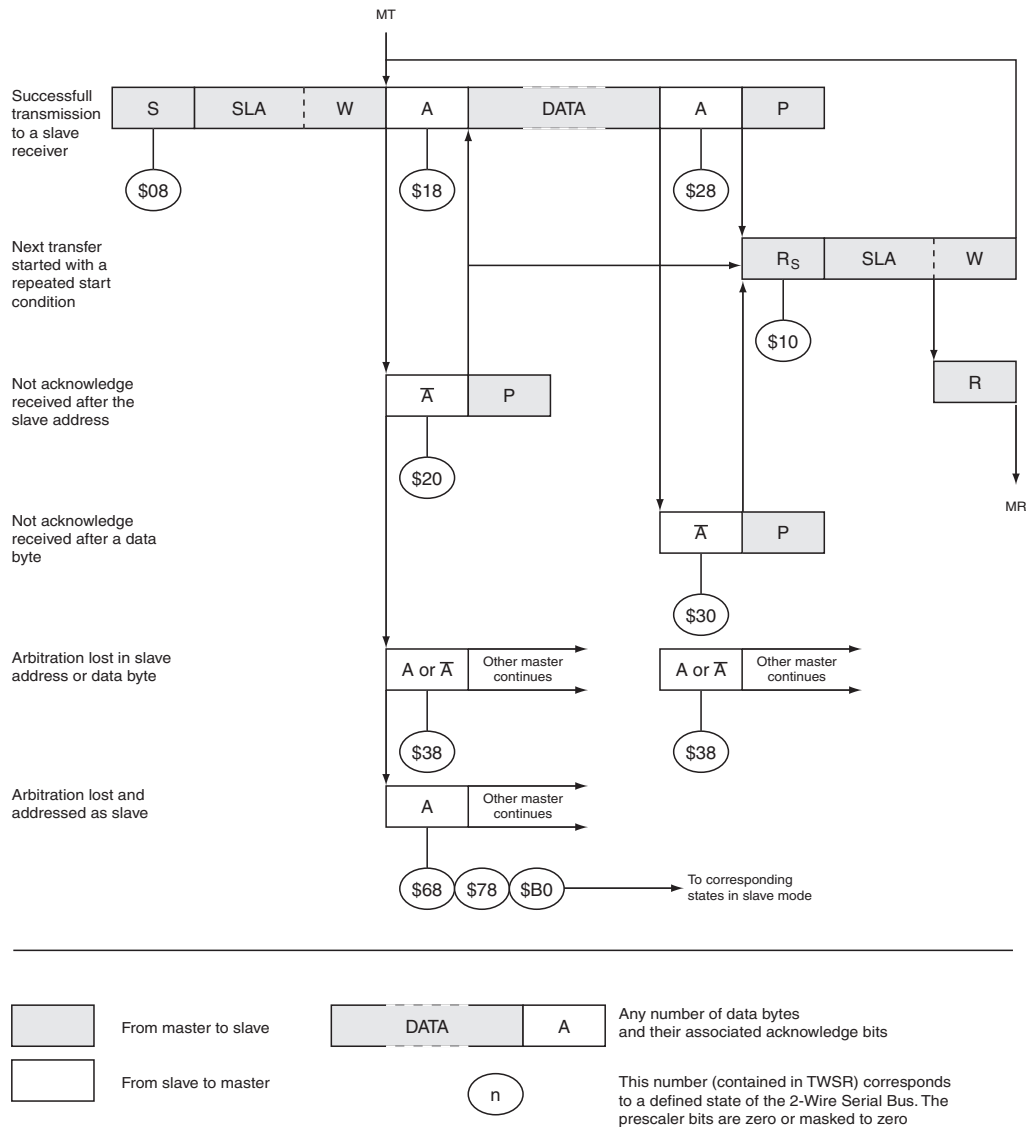 MT
Successfull
transmission
to a slave
receiver
S SLA W A DATA A P
$08 $18 $28
Next transfer
started with a
repeated start
condition
RS SLA W
$10
Not acknowledge
received after the
slave address
A̅ P
R
$20
MR
Not acknowledge
received after a data
byte
A̅ P
$30
Arbitration lost in slave
address or data byte
A or A̅ Other master
continues
A or A̅ Other master
continues
$38 $38
Arbitration lost and
addressed as slave
A Other master
continues
$68 $78 $B0
To corresponding
states in slave mode
From master to slave
DATA A
Any number of data bytes
and their associated acknowledge bits
From slave to master
n
This number (contained in TWSR) corresponds
to a defined state of the 2-Wire Serial Bus. The
prescaler bits are zero or masked to zero